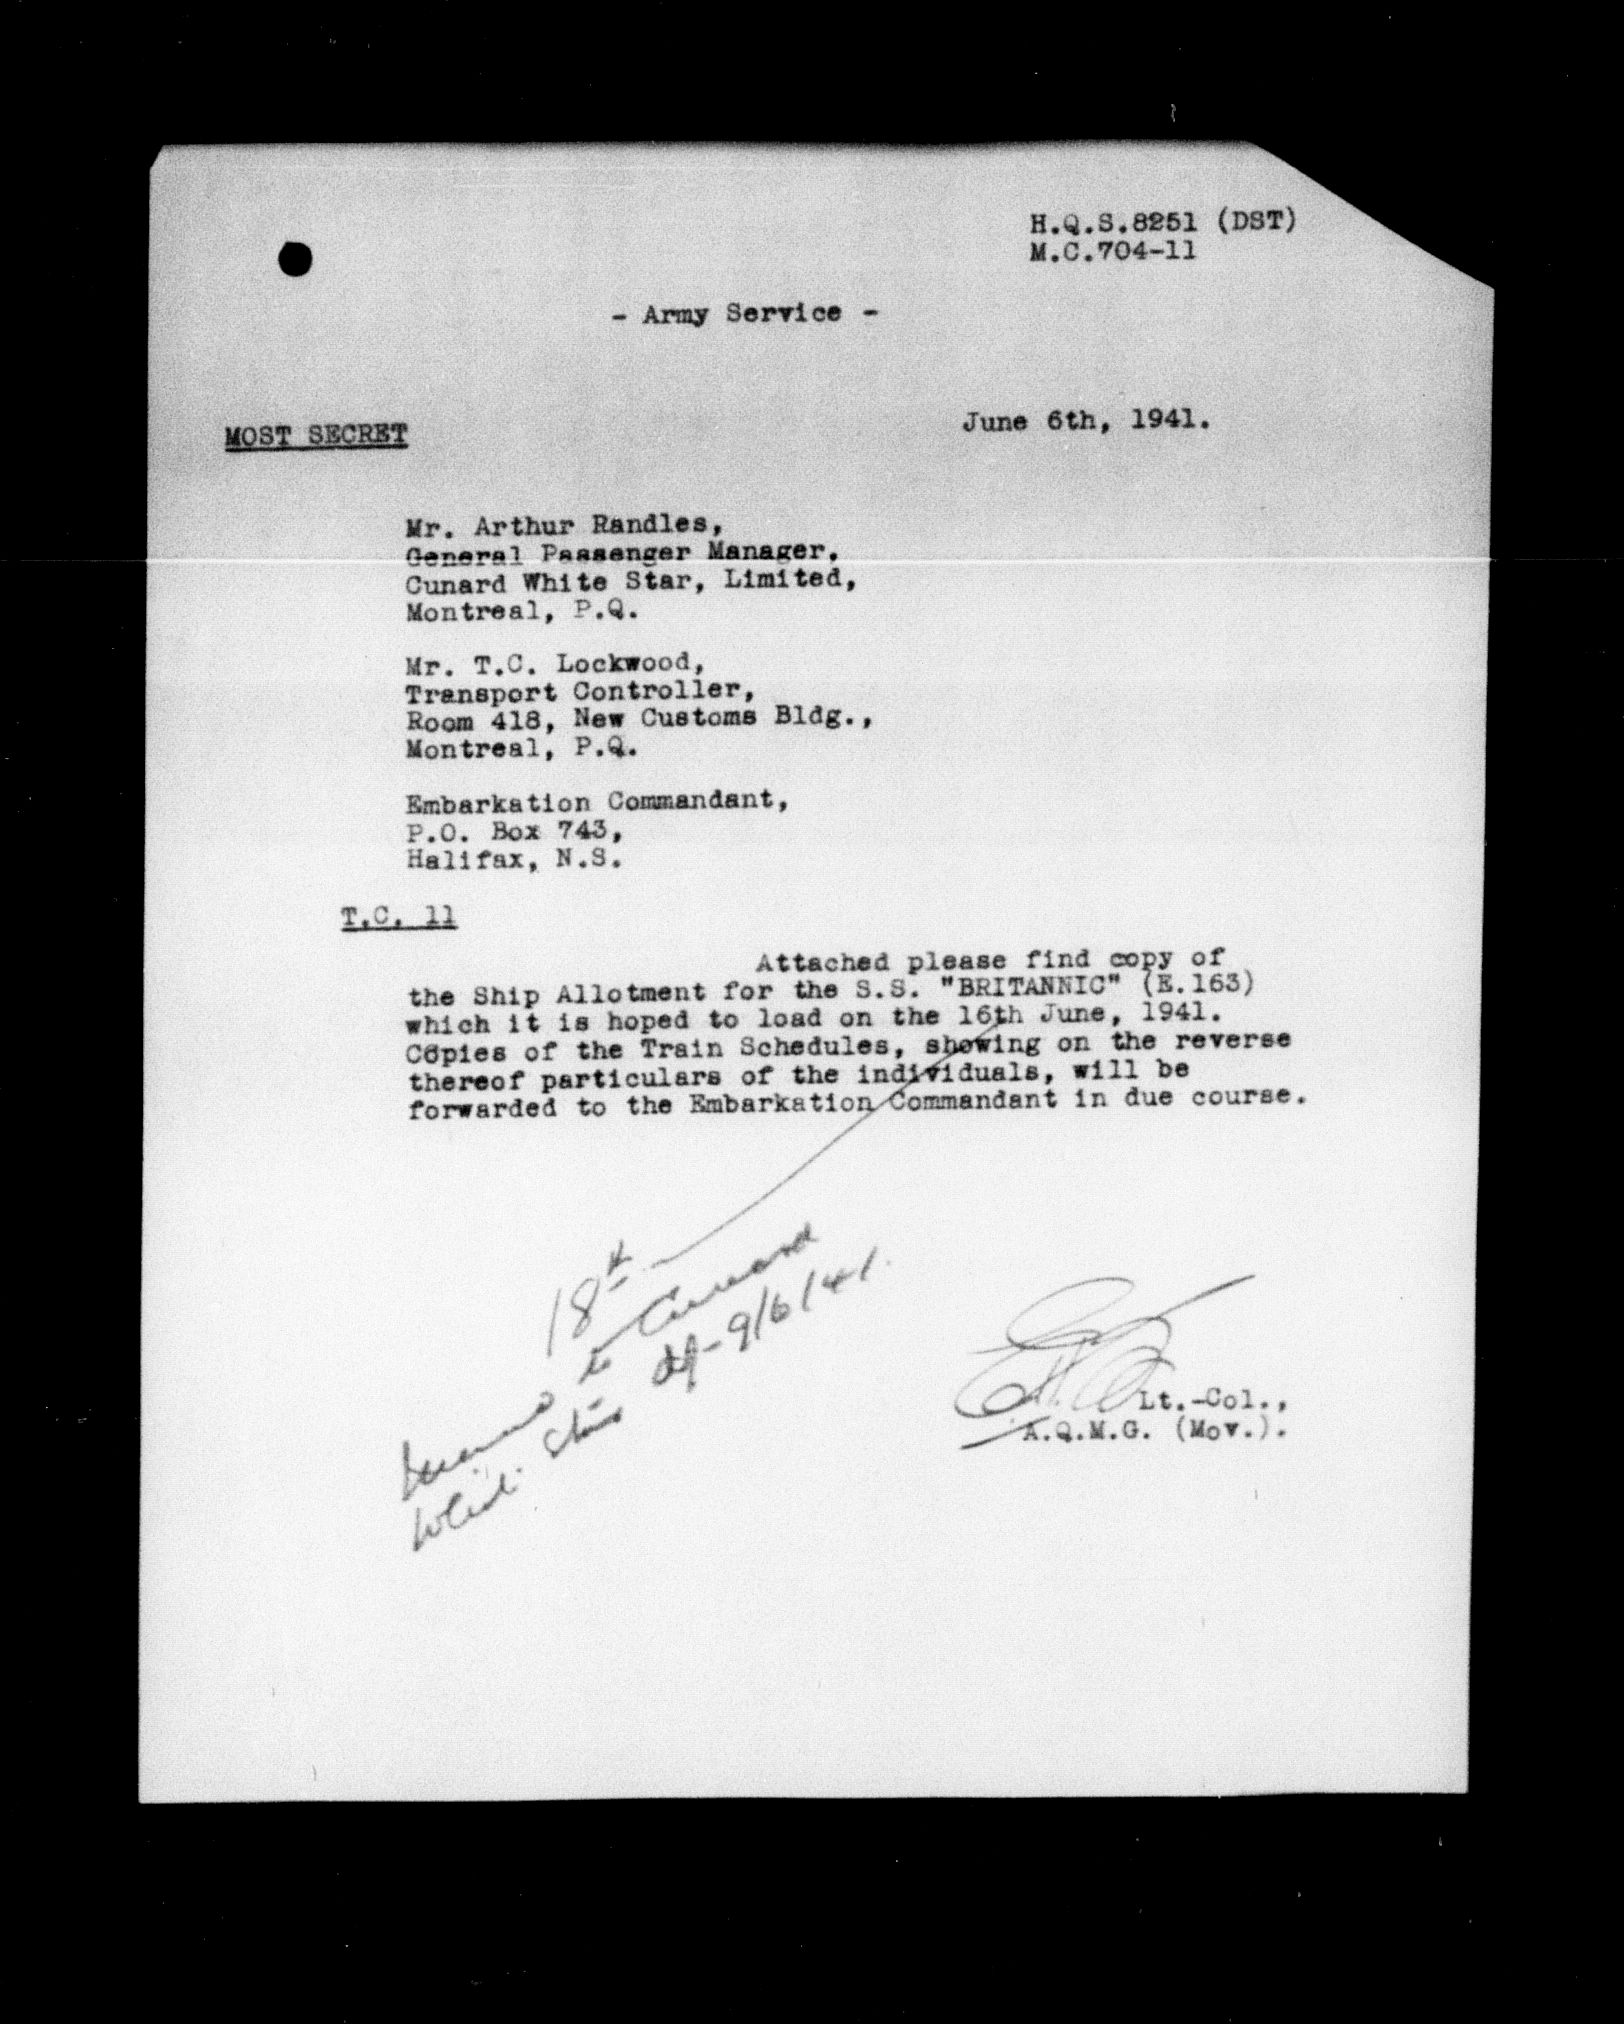 H.Q.S.8251 (DST)
M.C.704-11
- Army Service -
MOST SECRET
June 6th, 1941.
Mr. Arthur Randles,
General Passenger Manager,
Cunard White Star, Limited,
Montreal, P.Q.
Mr. T.C. Lockwood,
Transport Controller,
Room 418, New Customs Bldg.,
Montreal, P.Q.
Embarkation Commandant,
P.O. Box 743,
Halifax, N.S.
T.C. 11
Attached please find copy of
the Ship Allotment for the S.S. "BRITANNIC" (E.163)
which it is hoped to load on the 16th June, 1941.
Copies of the Train Schedules, showing on the reverse
thereof particulars of the individuals, will be
forwarded to the Embarkation Commandant in due course.
18th
to Cunard
White Star 9/6/41.
Lt.-Col.,
A.Q.M.G. (Mov.).